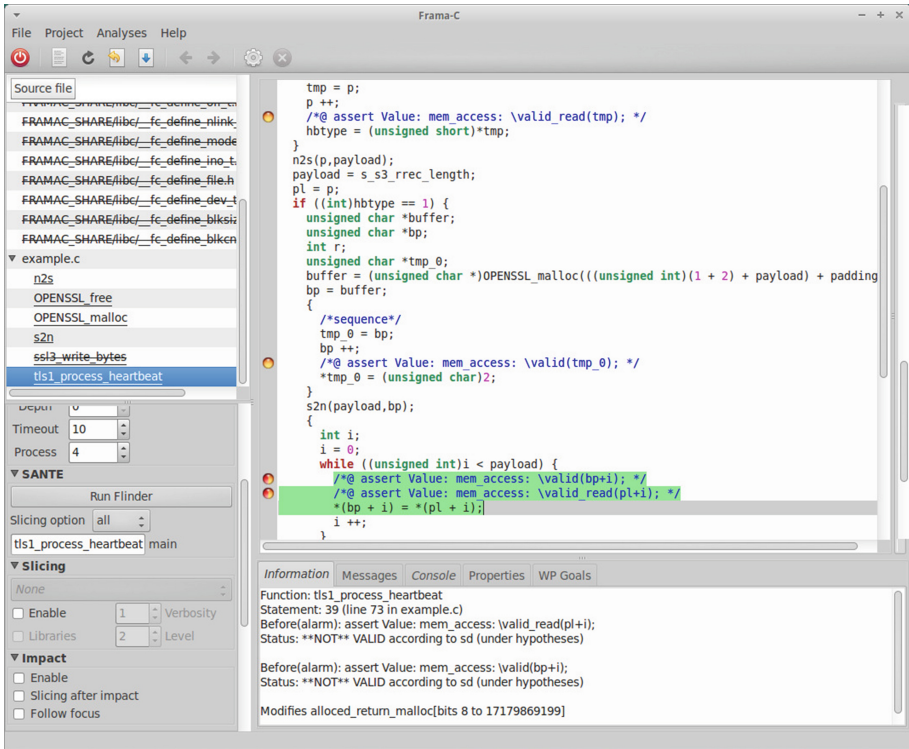 Frama-C
File Project Analyses Help
Source file
FRAMAC_SHARE/libc/__fc_define_nlink_
FRAMAC_SHARE/libc/__fc_define_mode
FRAMAC_SHARE/libc/__fc_define_ino_t.
FRAMAC_SHARE/libc/__fc_define_file.h
FRAMAC_SHARE/libc/__fc_define_dev_t
FRAMAC_SHARE/libc/__fc_define_blksiz
FRAMAC_SHARE/libc/__fc_define_blkcn
example.c
n2s
OPENSSL_free
OPENSSL_malloc
s2n
ssl3_write_bytes
tls1_process_heartbeat
Depth 0
Timeout 10
Process 4
SANTE
Run Flinder
Slicing option all
tls1_process_heartbeat main
Slicing
None
Enable 1 Verbosity
Libraries 2 Level
Impact
Enable
Slicing after impact
Follow focus
tmp = p;
p ++;
/*@ assert Value: mem_access: \valid_read(tmp); */
hbtype = (unsigned short)*tmp;
}
n2s(p,payload);
payload = s_s3_rrec_length;
pl = p;
if ((int)hbtype == 1) {
unsigned char *buffer;
unsigned char *bp;
int r;
unsigned char *tmp_0;
buffer = (unsigned char *)OPENSSL_malloc(((unsigned int)(1 + 2) + payload) + padding
bp = buffer;
{
/*sequence*/
tmp_0 = bp;
bp ++;
/*@ assert Value: mem_access: \valid(tmp_0); */
*tmp_0 = (unsigned char)2;
}
s2n(payload,bp);
{
int i;
i = 0;
while ((unsigned int)i < payload) {
/*@ assert Value: mem_access: \valid(bp+i); */
/*@ assert Value: mem_access: \valid_read(pl+i); */
*(bp + i) = *(pl + i);
i ++;
}
Information Messages Console Properties WP Goals
Function: tls1_process_heartbeat
Statement: 39 (line 73 in example.c)
Before(alarm): assert Value: mem_access: \valid_read(pl+i);
Status: **NOT** VALID according to sd (under hypotheses)
Before(alarm): assert Value: mem_access: \valid(bp+i);
Status: **NOT** VALID according to sd (under hypotheses)
Modifies alloced_return_malloc[bits 8 to 17179869199]